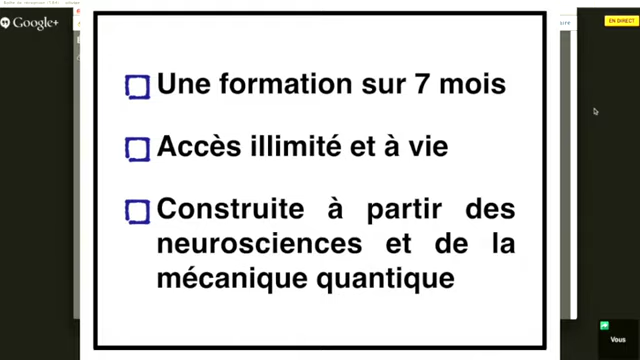 Google+
EN DIRECT
Une formation sur 7 mois
Accès illimité et à vie
Construite à partir des
neurosciences et de la
mécanique quantique
Vous